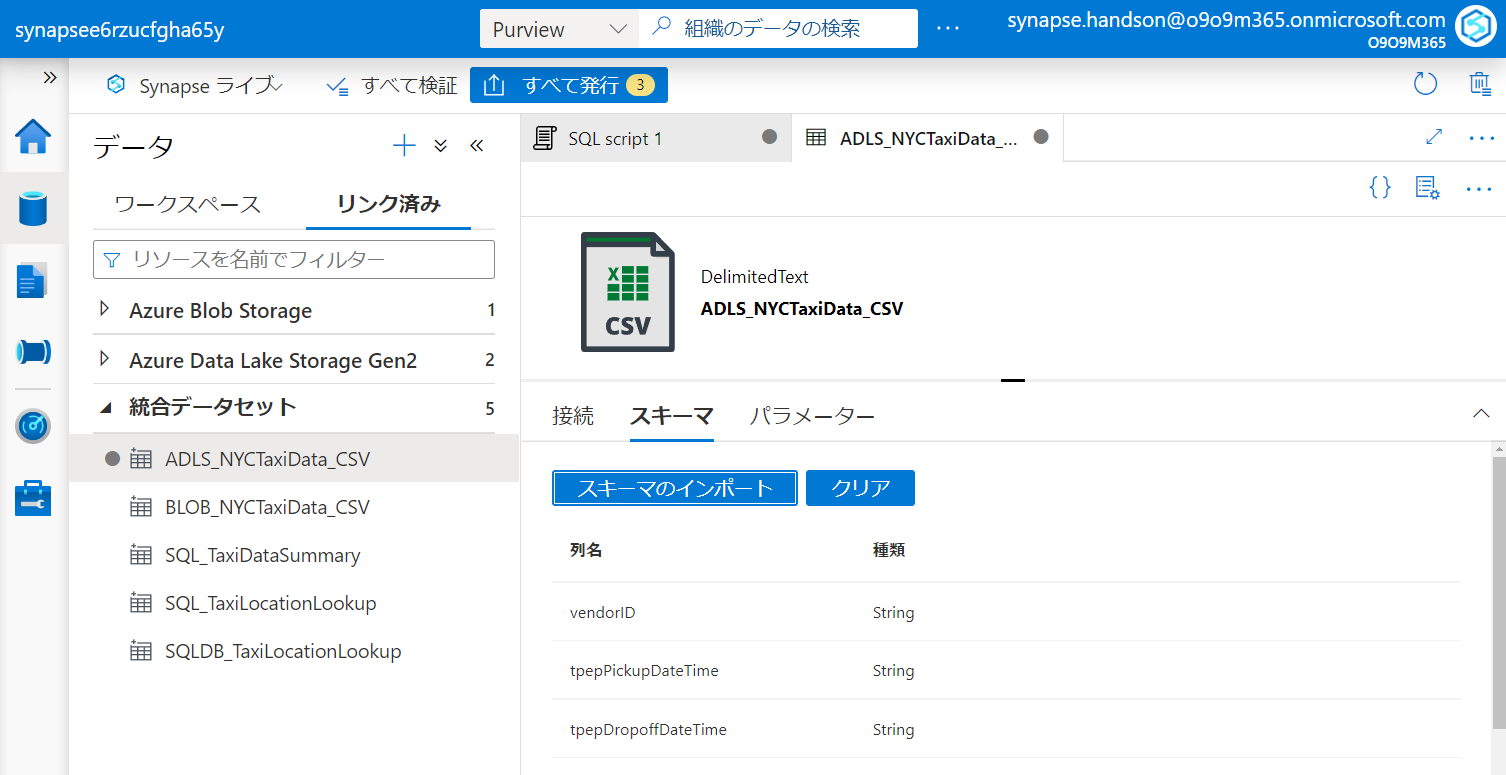 synapsee6rzucfgha65y
Purview
組織のデータの検索
synapse.handson@o9o9m365.onmicrosoft.com
O9O9M365
Synapse ライブ
すべて検証
すべて発行 3
データ
ワークスペース
リンク済み
リソースを名前でフィルター
Azure Blob Storage 1
Azure Data Lake Storage Gen2 2
統合データセット 5
ADLS_NYCTaxiData_CSV
BLOB_NYCTaxiData_CSV
SQL_TaxiDataSummary
SQL_TaxiLocationLookup
SQLDB_TaxiLocationLookup
SQL script 1
ADLS_NYCTaxiData_...
{}
X
CSV
DelimitedText
ADLS_NYCTaxiData_CSV
接続
スキーマ
パラメーター
スキーマのインポート
クリア
列名 種類
vendorID String
tpepPickupDateTime String
tpepDropoffDateTime String